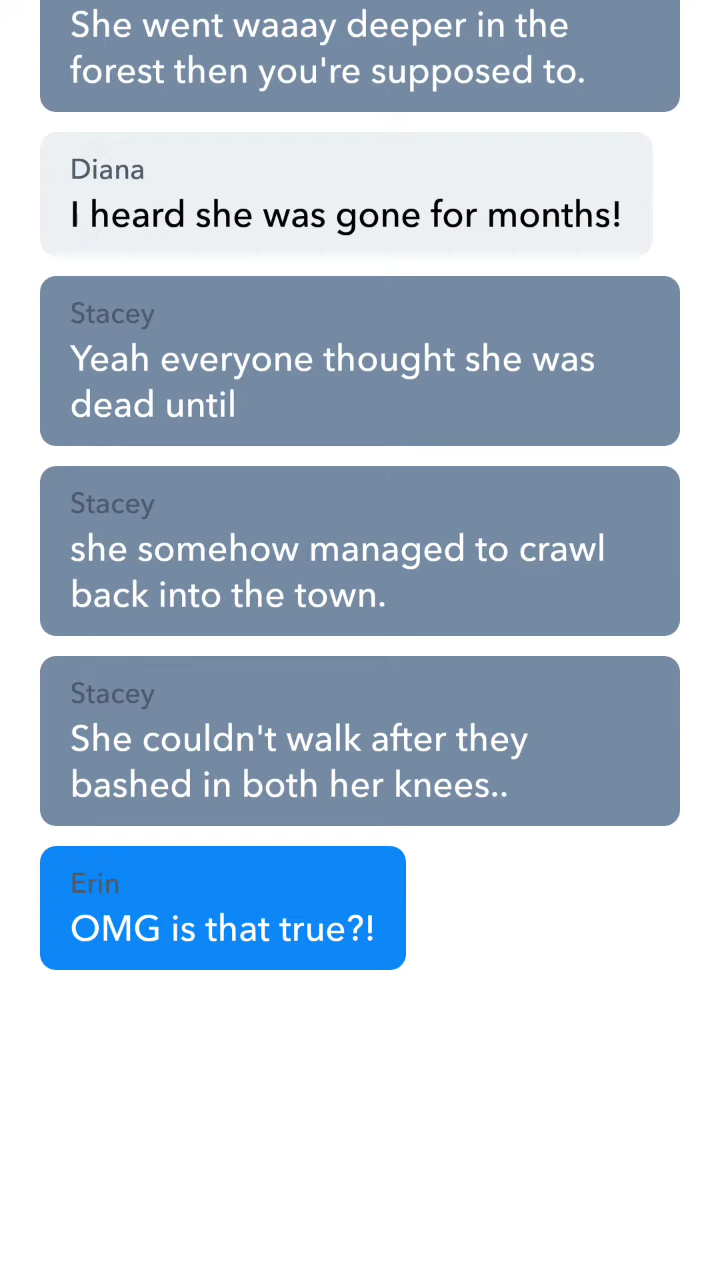 She went waaay deeper in the
forest then you're supposed to.
Diana
I heard she was gone for months!
Stacey
Yeah everyone thought she was
dead until
Stacey
she somehow managed to crawl
back into the town.
Stacey
She couldn't walk after they
bashed in both her knees..
Erin
OMG is that true?!